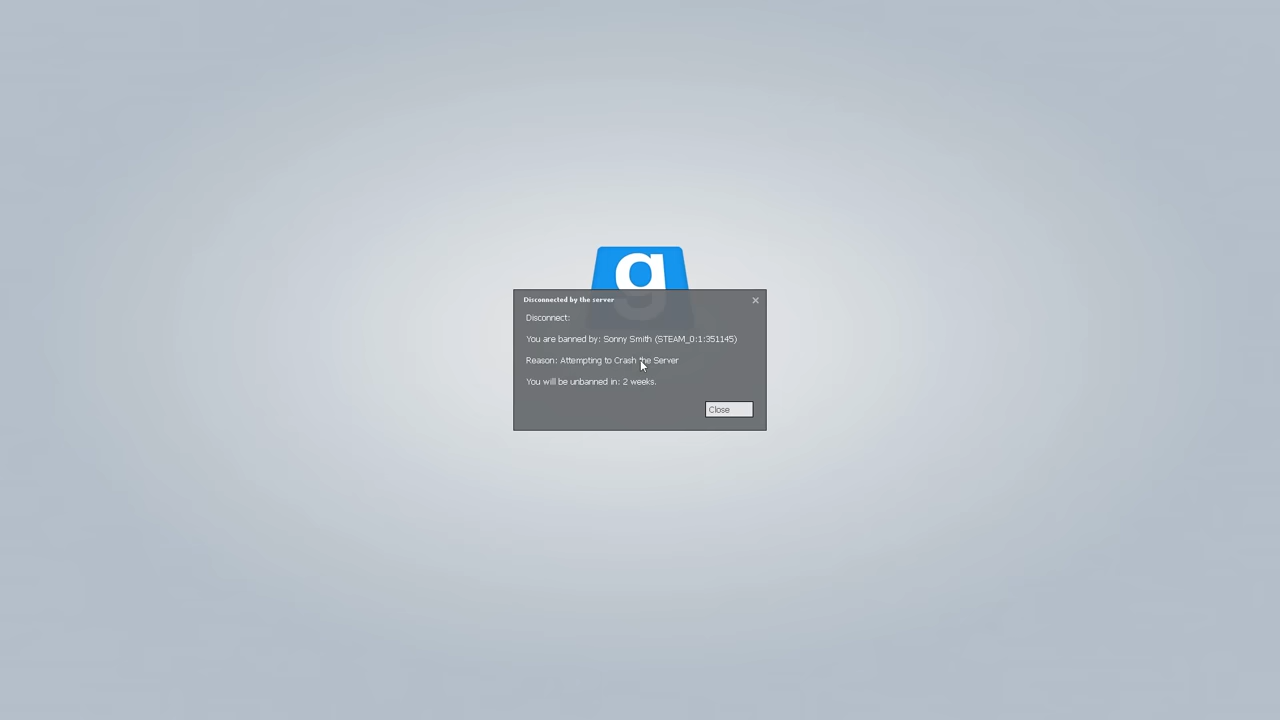 g
Disconnected by the server
Disconnect:
You are banned by: Sonny Smith (STEAM_0:1:351145)
Reason: Attempting to Crash the Server
You will be unbanned in: 2 weeks.
Close